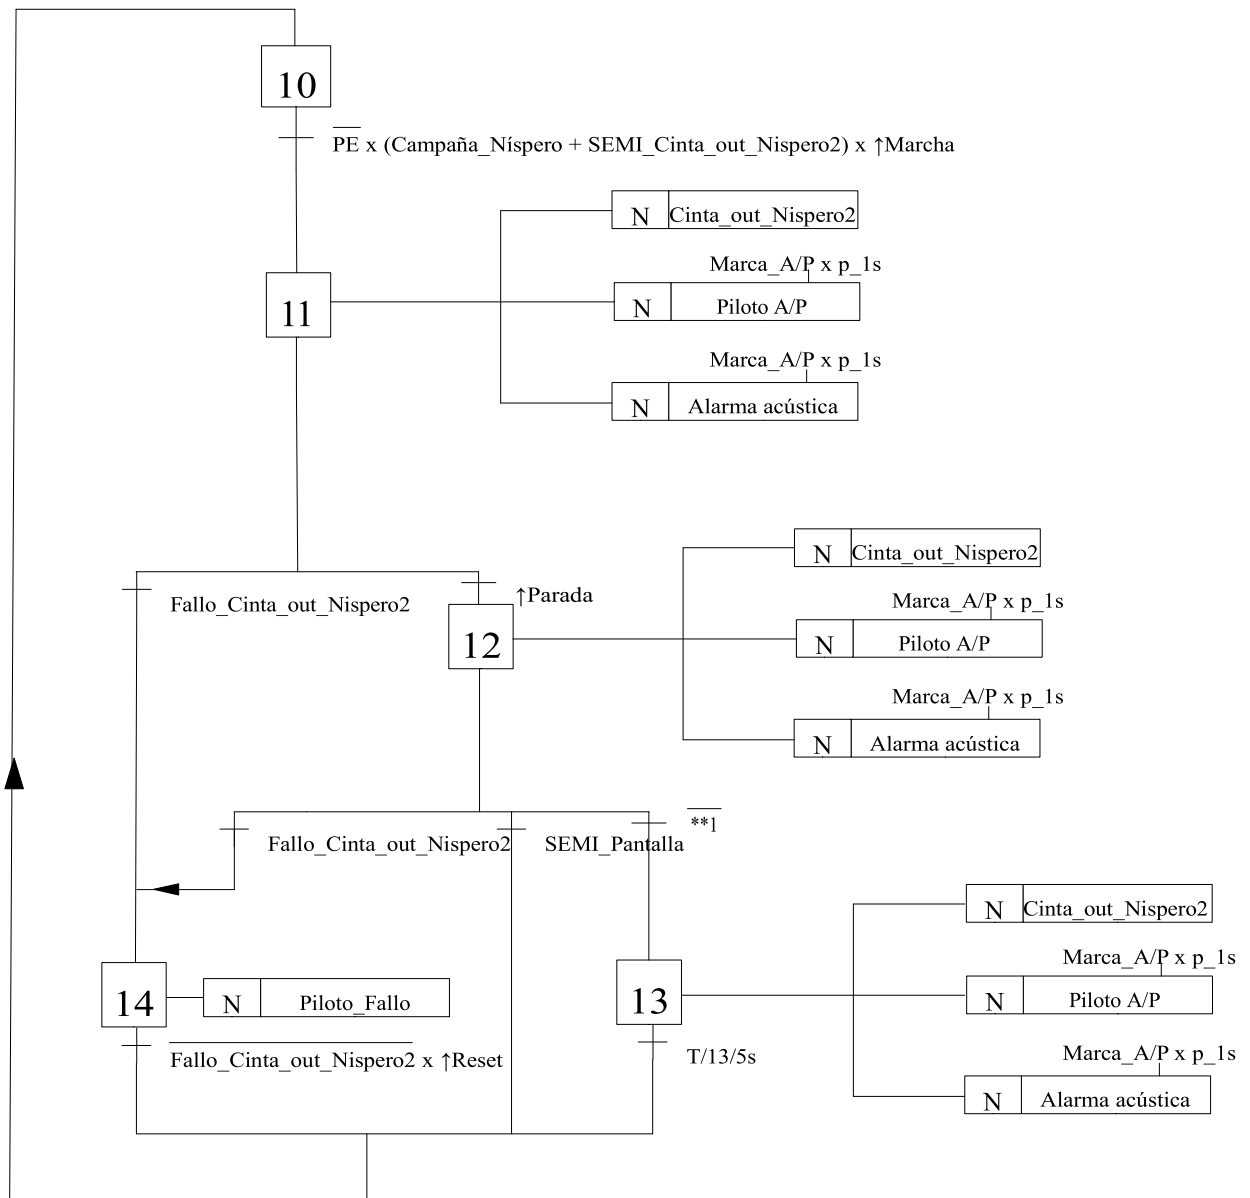 10
PE x (Campaña_Níspero + SEMI_Cinta_out_Nispero2) x ↑Marcha
N Cinta_out_Nispero2
Marca_A/P x p_1s
11
N Piloto A/P
Marca_A/P x p_1s
N Alarma acústica
N Cinta_out_Nispero2
Fallo_Cinta_out_Nispero2
↑Parada
Marca_A/P x p_1s
12
N Piloto A/P
Marca_A/P x p_1s
N Alarma acústica
Fallo_Cinta_out_Nispero2
SEMI_Pantalla
**1
N Cinta_out_Nispero2
Marca_A/P x p_1s
14
N Piloto_Fallo
13
N Piloto A/P
Fallo_Cinta_out_Nispero2 x ↑Reset
T/13/5s
Marca_A/P x p_1s
N Alarma acústica